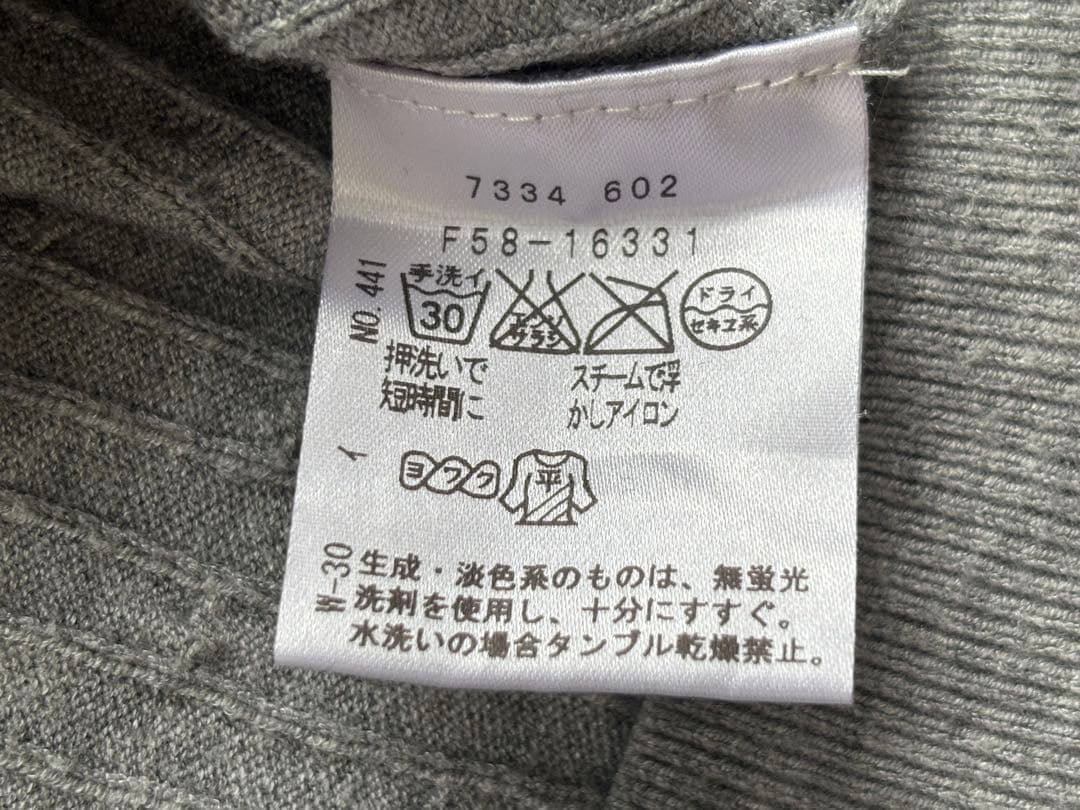 7334 602
F58-16331
NO. 441
手洗イ
30
エンソ
サラシ
ドライ
セキユ系
押洗いで
短時間に
スチームで浮
かしアイロン
イ
ヨワク
平
W-30
生成・淡色系のものは、無蛍光
洗剤を使用し、十分にすすぐ。
水洗いの場合タンブル乾燥禁止。